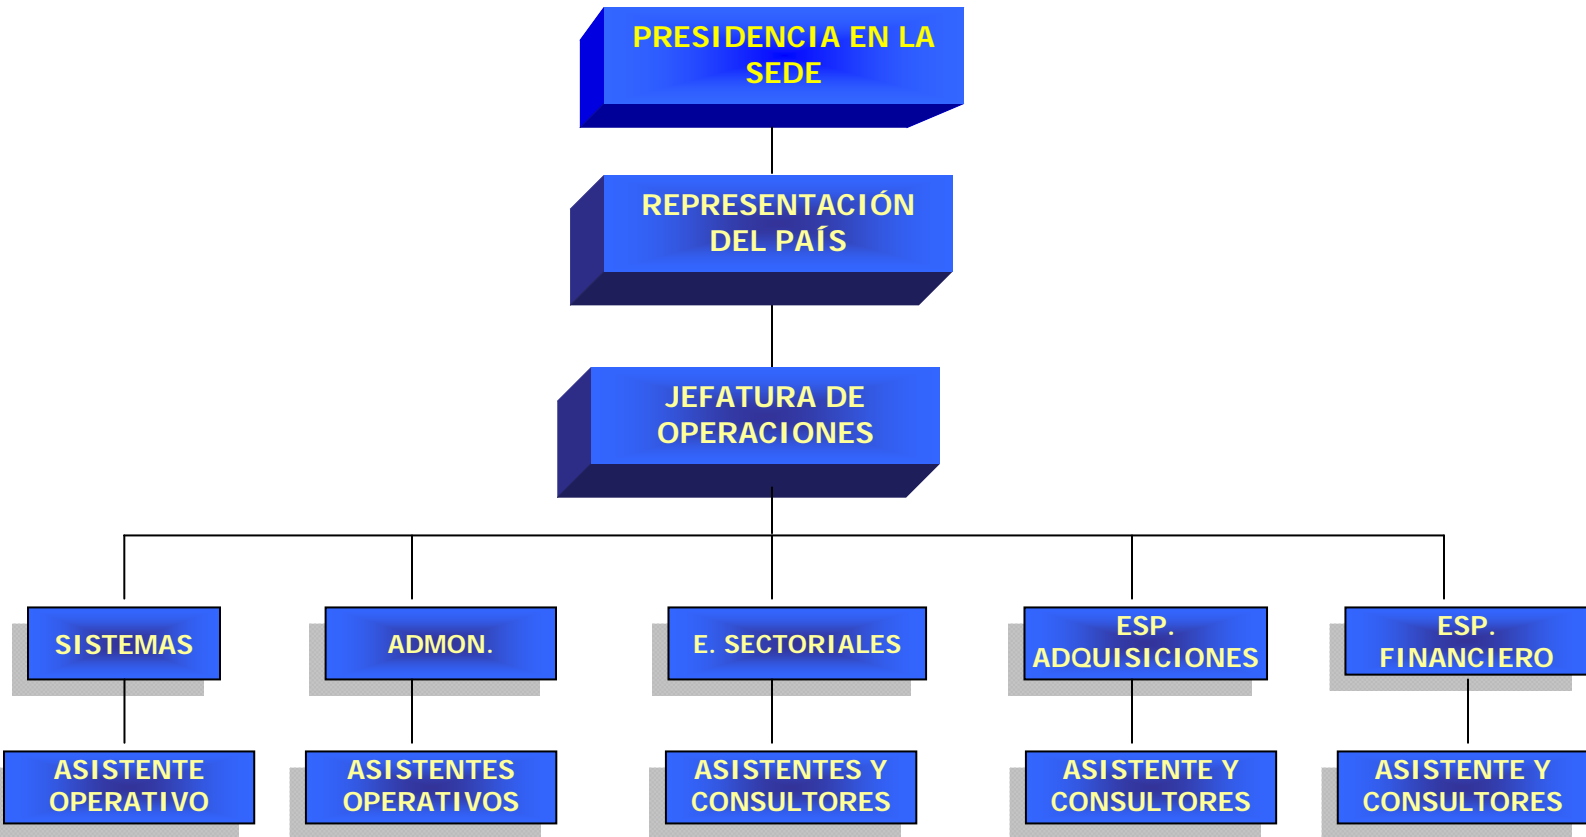 PRESIDENCIA EN LA
SEDE
REPRESENTACIÓN
DEL PAÍS
JEFATURA DE
OPERACIONES
SISTEMAS
ADMON.
E. SECTORIALES
ESP.
ADQUISICIONES
ESP.
FINANCIERO
ASISTENTE
OPERATIVO
ASISTENTES
OPERATIVOS
ASISTENTES Y
CONSULTORES
ASISTENTE Y
CONSULTORES
ASISTENTE Y
CONSULTORES